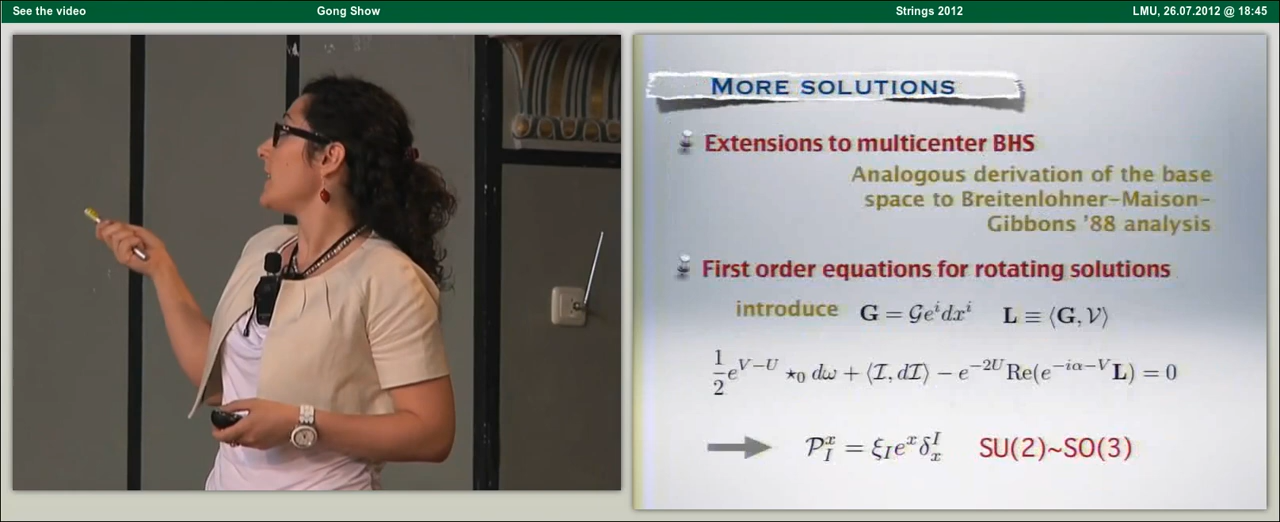 See the video
Gong Show
Strings 2012
LMU, 26.07.2012 @ 18:45
MORE SOLUTIONS
Extensions to multicenter BHS
Analogous derivation of the base
space to Breitenlohner-Maison-
Gibbons '88 analysis
First order equations for rotating solutions
introduce G = 𝒢e^i dx^i L ≡ ⟨G, 𝒱⟩
1/2 e^{V−U} ⋆_0 dω + ⟨ℐ, dℐ⟩ − e^{−2U} Re(e^{−iα−V} L) = 0
𝒫_I^x = ξ_I e^x δ_x^I SU(2)~SO(3)